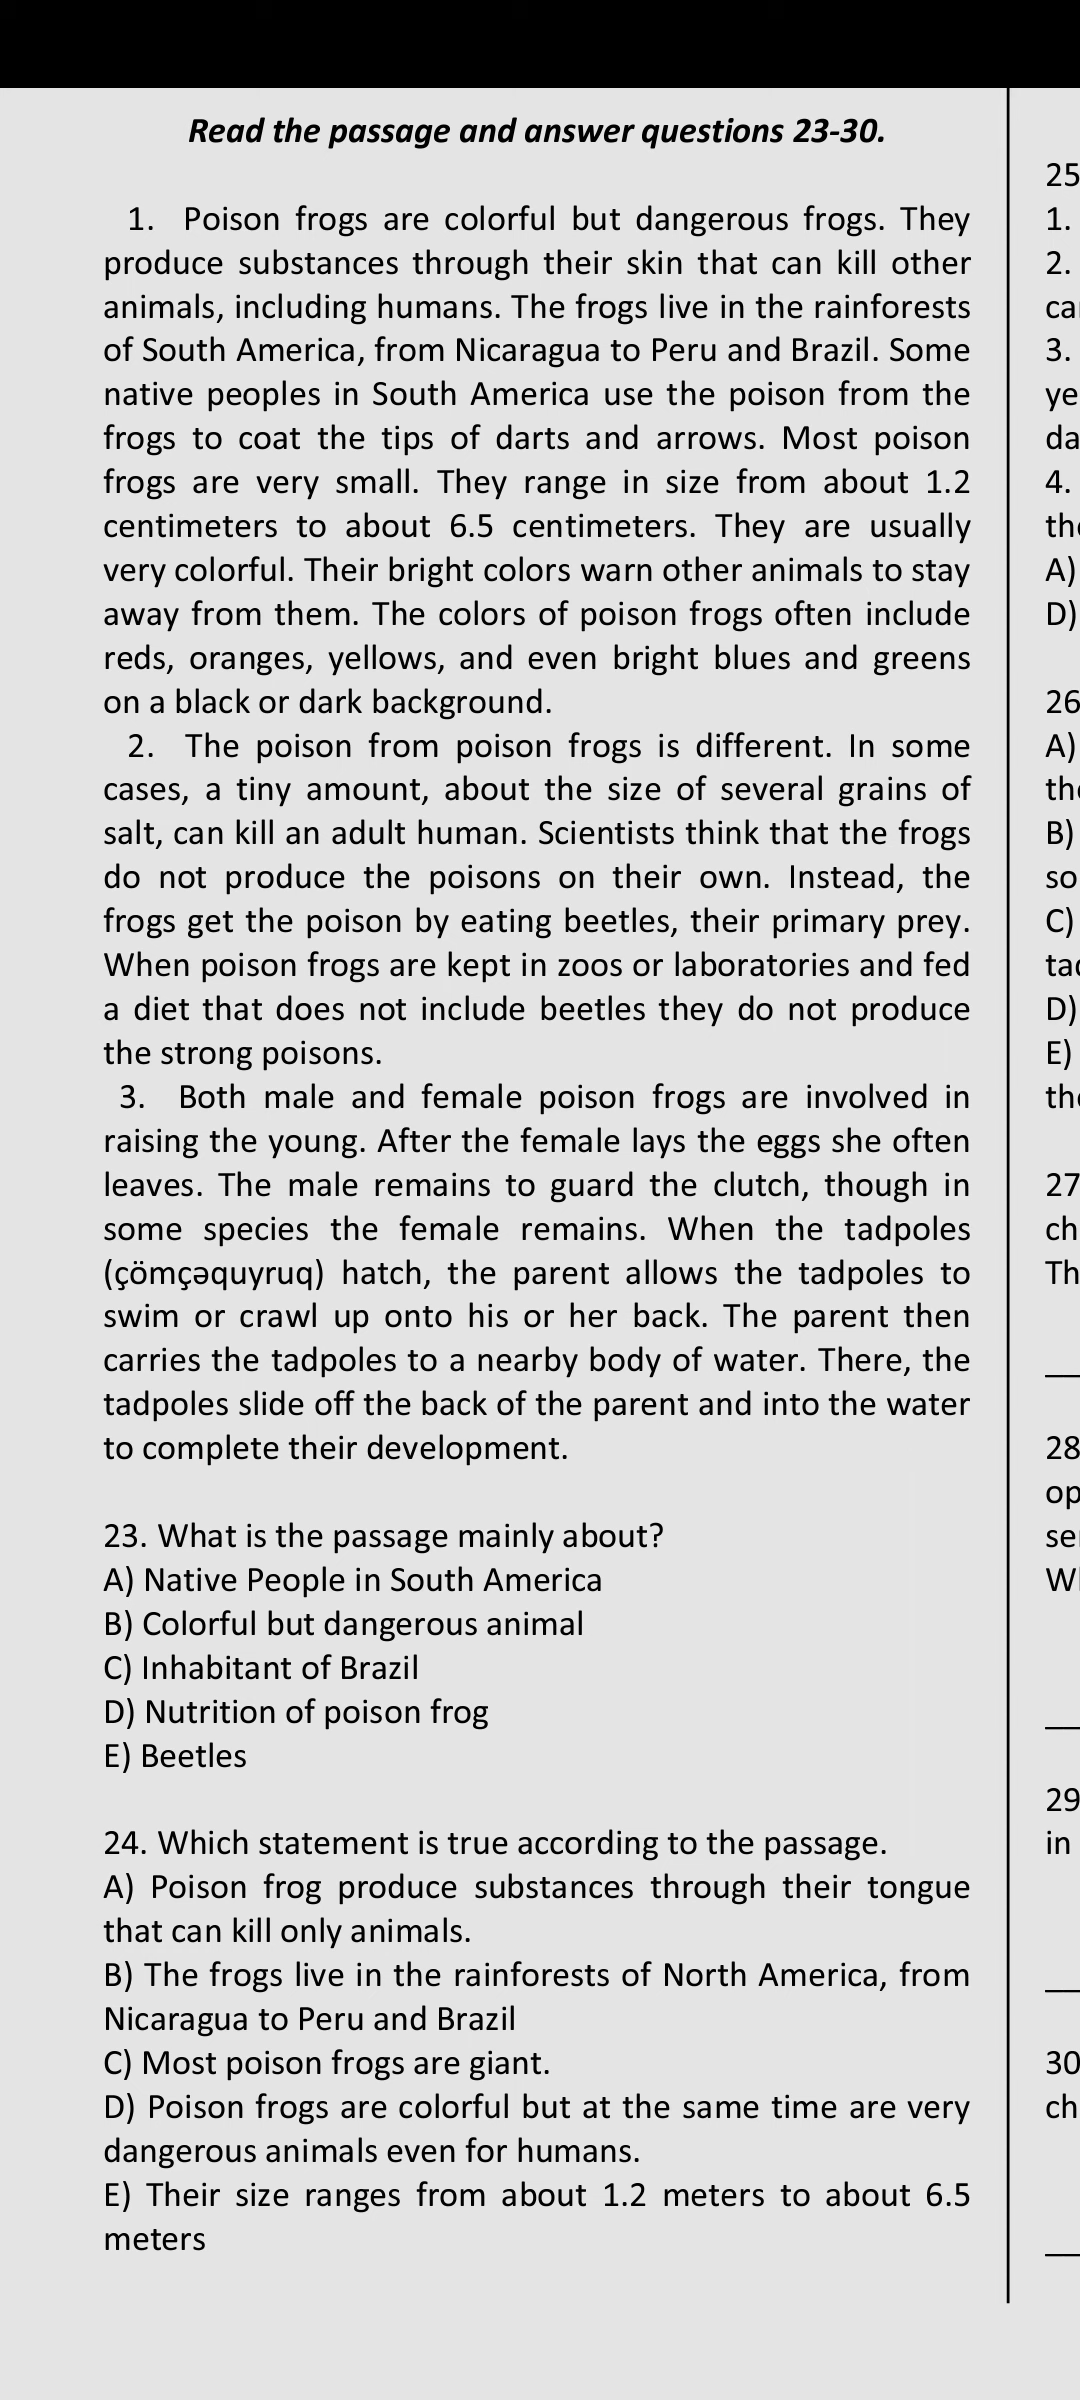 Read the passage and answer questions 23-30.
1. Poison frogs are colorful but dangerous frogs. They
produce substances through their skin that can kill other
animals, including humans. The frogs live in the rainforests
of South America, from Nicaragua to Peru and Brazil. Some
native peoples in South America use the poison from the
frogs to coat the tips of darts and arrows. Most poison
frogs are very small. They range in size from about 1.2
centimeters to about 6.5 centimeters. They are usually
very colorful. Their bright colors warn other animals to stay
away from them. The colors of poison frogs often include
reds, oranges, yellows, and even bright blues and greens
on a black or dark background.
2. The poison from poison frogs is different. In some
cases, a tiny amount, about the size of several grains of
salt, can kill an adult human. Scientists think that the frogs
do not produce the poisons on their own. Instead, the
frogs get the poison by eating beetles, their primary prey.
When poison frogs are kept in zoos or laboratories and fed
a diet that does not include beetles they do not produce
the strong poisons.
3. Both male and female poison frogs are involved in
raising the young. After the female lays the eggs she often
leaves. The male remains to guard the clutch, though in
some species the female remains. When the tadpoles
(çömçəquyruq) hatch, the parent allows the tadpoles to
swim or crawl up onto his or her back. The parent then
carries the tadpoles to a nearby body of water. There, the
tadpoles slide off the back of the parent and into the water
to complete their development.
23. What is the passage mainly about?
A) Native People in South America
B) Colorful but dangerous animal
C) Inhabitant of Brazil
D) Nutrition of poison frog
E) Beetles
24. Which statement is true according to the passage.
A) Poison frog produce substances through their tongue
that can kill only animals.
B) The frogs live in the rainforests of North America, from
Nicaragua to Peru and Brazil
C) Most poison frogs are giant.
D) Poison frogs are colorful but at the same time are very
dangerous animals even for humans.
E) Their size ranges from about 1.2 meters to about 6.5
meters
25
1.
2.
3.
4.
A)
D)
26
A)
B)
so
C)
D)
E)
27
28
29
in
30